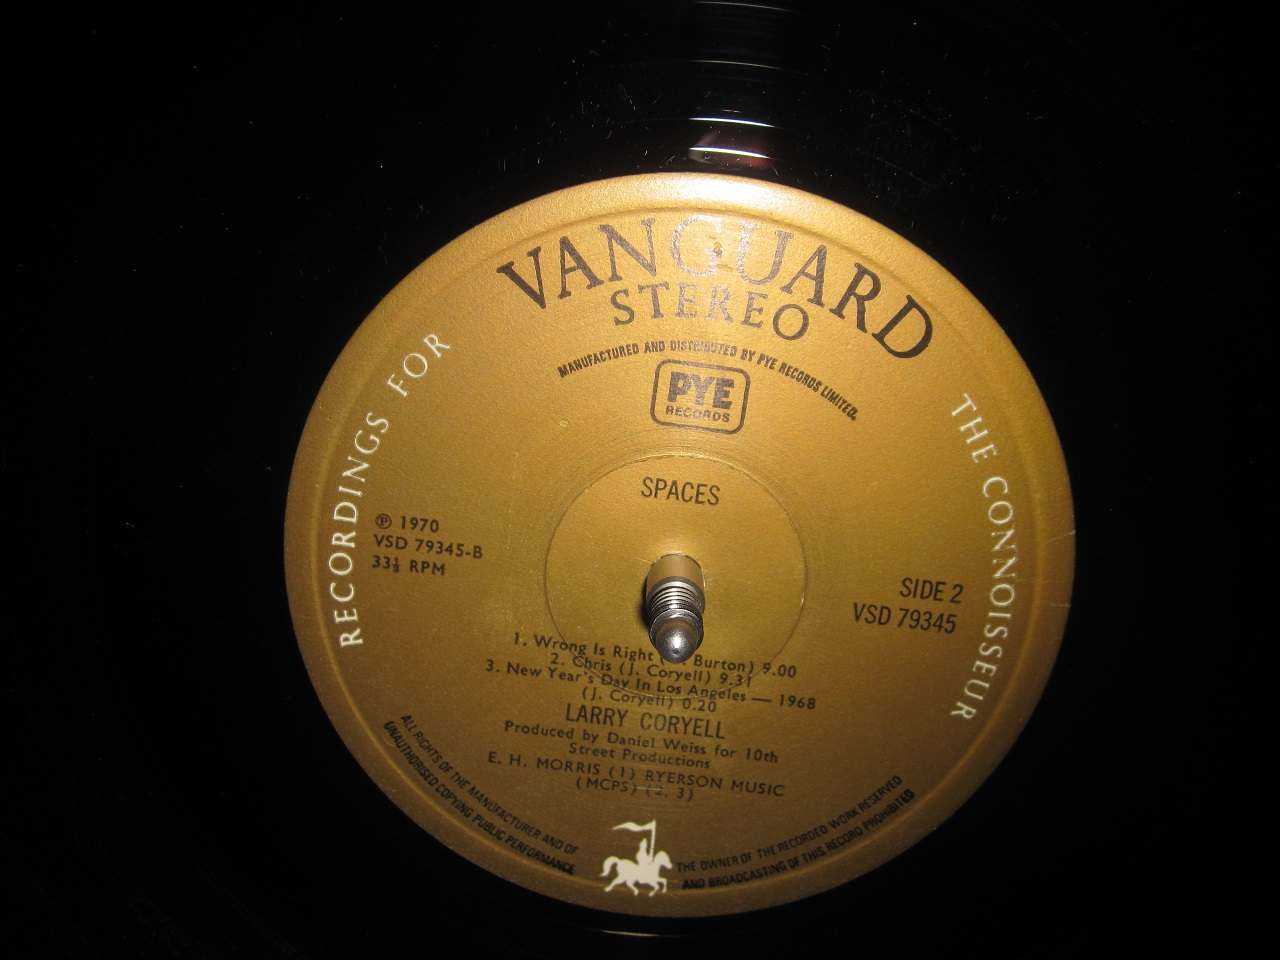 VANGUARD
STEREO
MANUFACTURED AND DISTRIBUTED BY PYE RECORDS LIMITED.
PYE
RECORDS
RECORDINGS FOR
THE CONNOISSEUR
SPACES
℗ 1970
VSD 79345-B
33⅓ RPM
SIDE 2
VSD 79345
1. Wrong Is Right ( Burton) 9.00
2. Chris (J. Coryell) 9.31
3. New Year's Day In Los Angeles — 1968
(J. Coryell) 0.20
LARRY CORYELL
Produced by Daniel Weiss for 10th
Street Productions
E. H. MORRIS (1) RYERSON MUSIC
(MCPS) (2, 3)
ALL RIGHTS OF THE MANUFACTURER AND OF THE OWNER OF THE RECORDED WORK RESERVED
UNAUTHORISED COPYING PUBLIC PERFORMANCE AND BROADCASTING OF THIS RECORD PROHIBITED